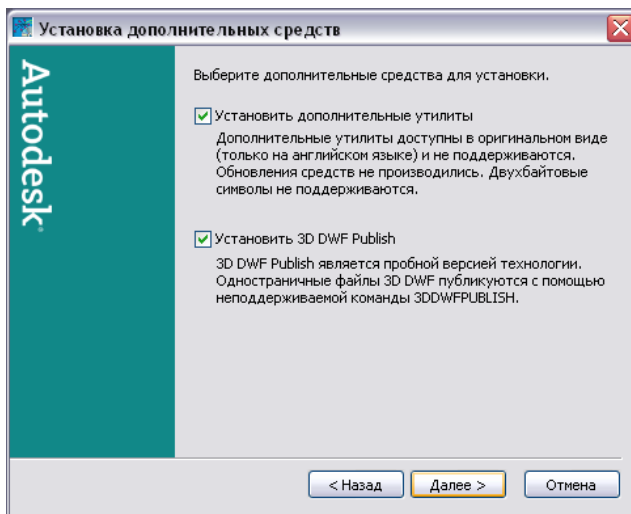 Установка дополнительных средств
Autodesk
Выберите дополнительные средства для установки.
Установить дополнительные утилиты
Дополнительные утилиты доступны в оригинальном виде
(только на английском языке) и не поддерживаются.
Обновления средств не производились. Двухбайтовые
символы не поддерживаются.
Установить 3D DWF Publish
3D DWF Publish является пробной версией технологии.
Одностраничные файлы 3D DWF публикуются с помощью
неподдерживаемой команды 3DDWFPUBLISH.
< Назад Далее > Отмена